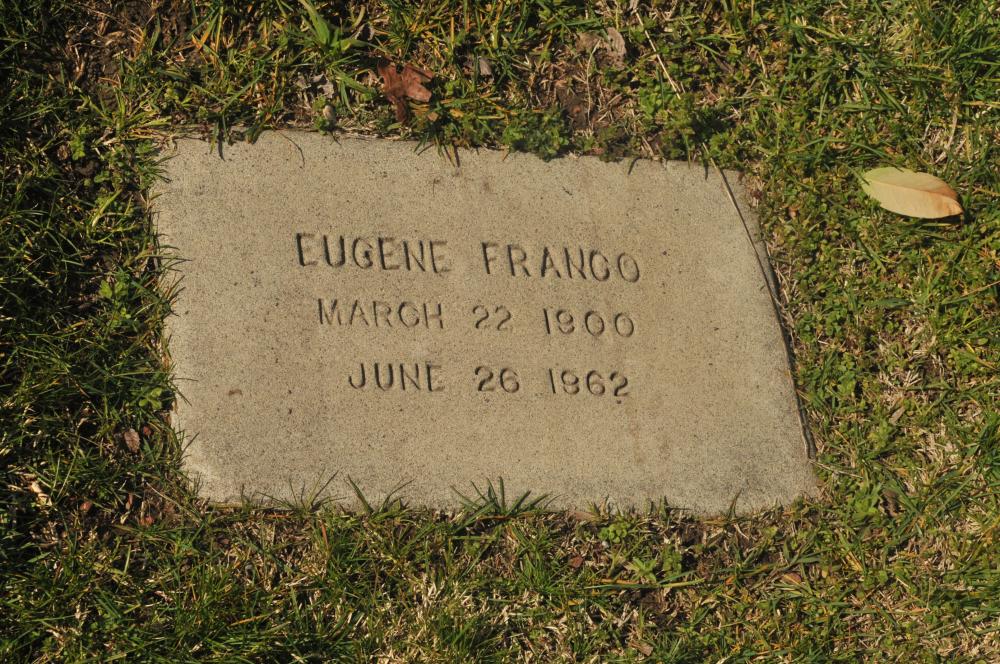 EUGENE FRANCO
MARCH 22 1900
JUNE 26 1962